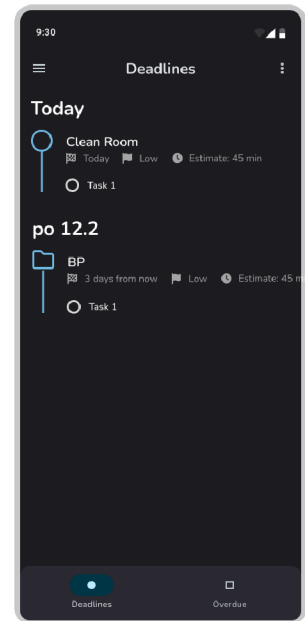 9:30
Deadlines
Today
Clean Room
Today Low Estimate: 45 min
Task 1
po 12.2
BP
3 days from now Low Estimate: 45 m
Task 1
Deadlines Overdue